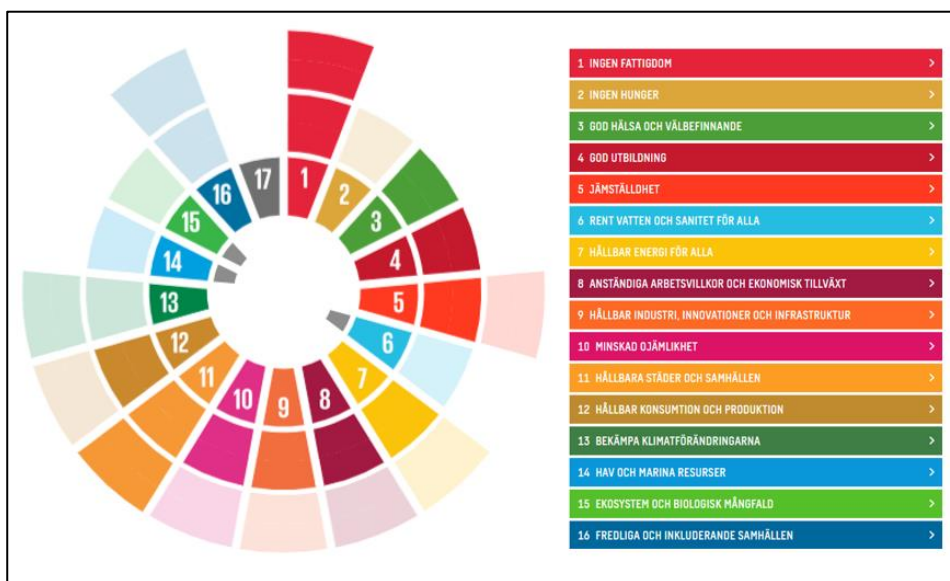 1
2
3
4
5
6
7
8
9
10
11
12
13
14
15
16
17
1 INGEN FATTIGDOM
2 INGEN HUNGER
3 GOD HÄLSA OCH VÄLBEFINNANDE
4 GOD UTBILDNING
5 JÄMSTÄLLDHET
6 RENT VATTEN OCH SANITET FÖR ALLA
7 HÅLLBAR ENERGI FÖR ALLA
8 ANSTÄNDIGA ARBETSVILLKOR OCH EKONOMISK TILLVÄXT
9 HÅLLBAR INDUSTRI, INNOVATIONER OCH INFRASTRUKTUR
10 MINSKAD OJÄMLIKHET
11 HÅLLBARA STÄDER OCH SAMHÄLLEN
12 HÅLLBAR KONSUMTION OCH PRODUKTION
13 BEKÄMPA KLIMATFÖRÄNDRINGARNA
14 HAV OCH MARINA RESURSER
15 EKOSYSTEM OCH BIOLOGISK MÅNGFALD
16 FREDLIGA OCH INKLUDERANDE SAMHÄLLEN